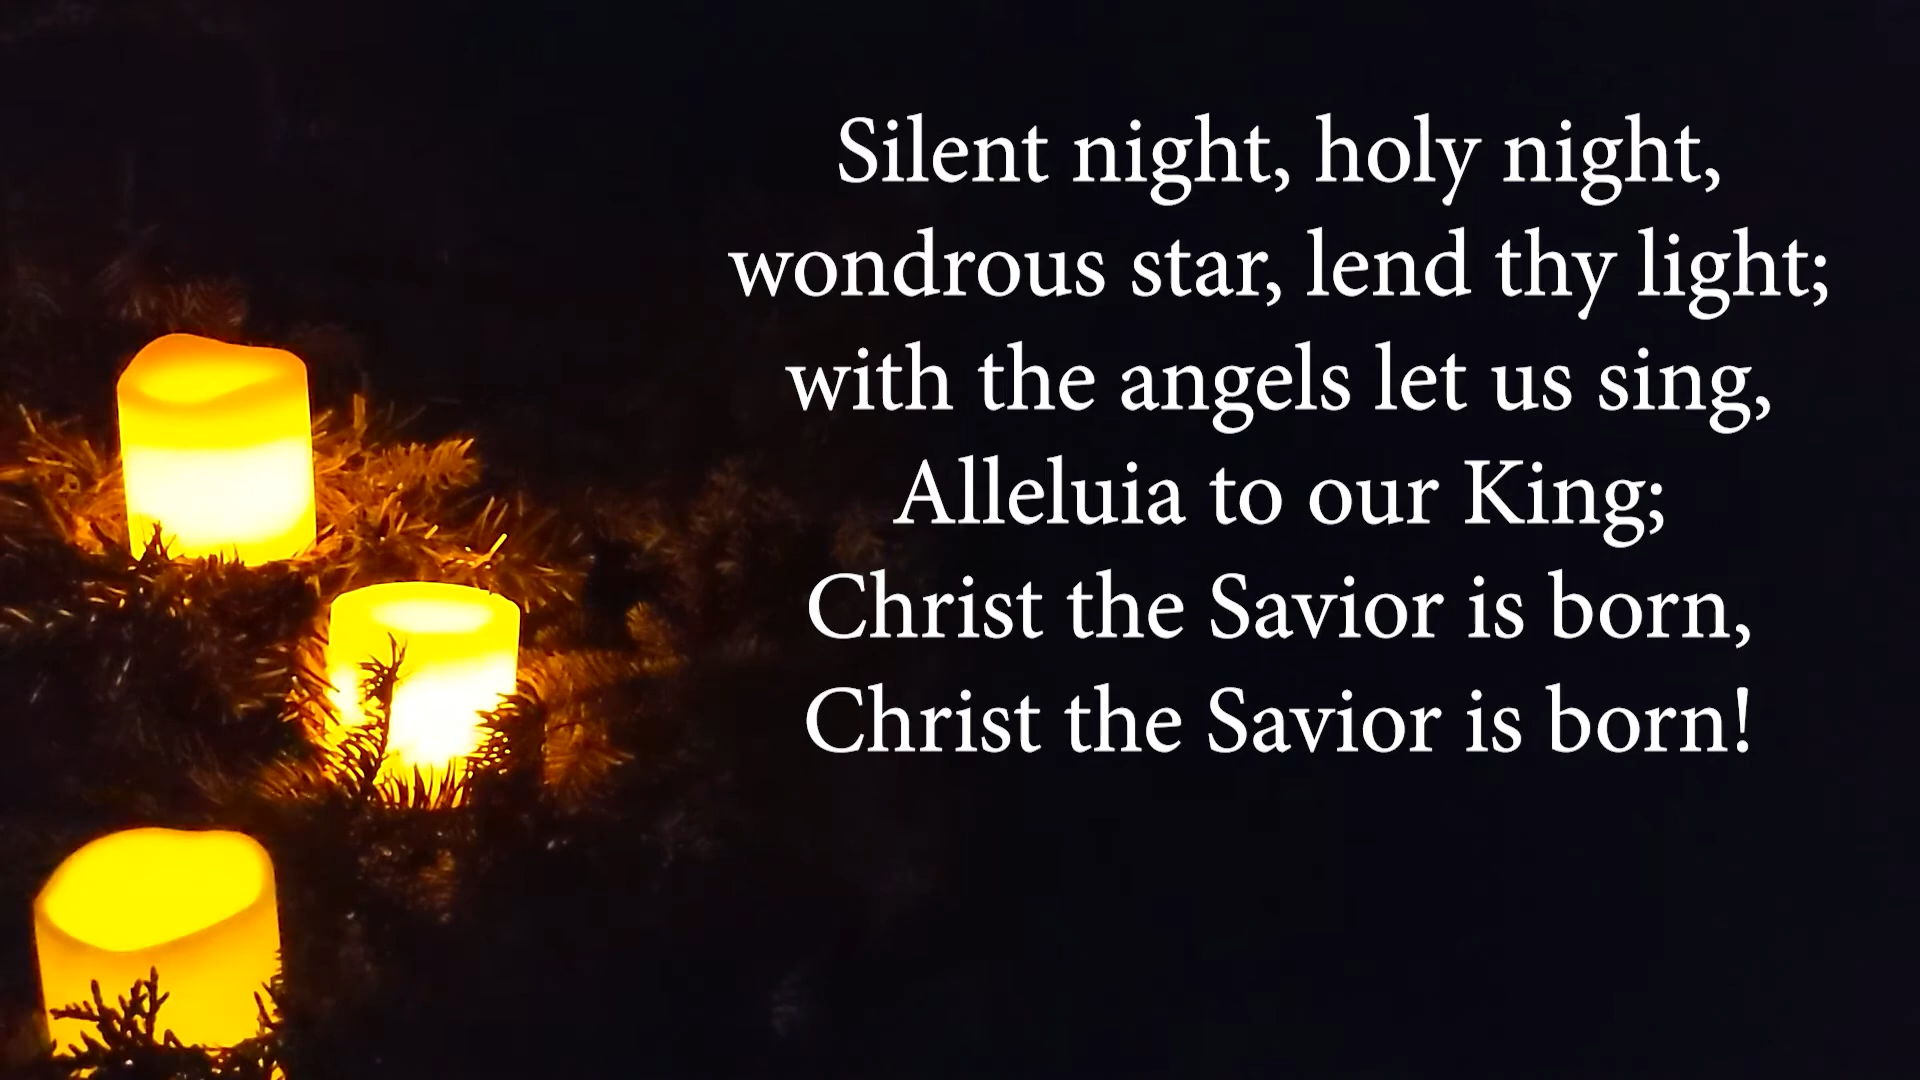 Silent night, holy night,
wondrous star, lend thy light;
with the angels let us sing,
Alleluia to our King;
Christ the Savior is born,
Christ the Savior is born!